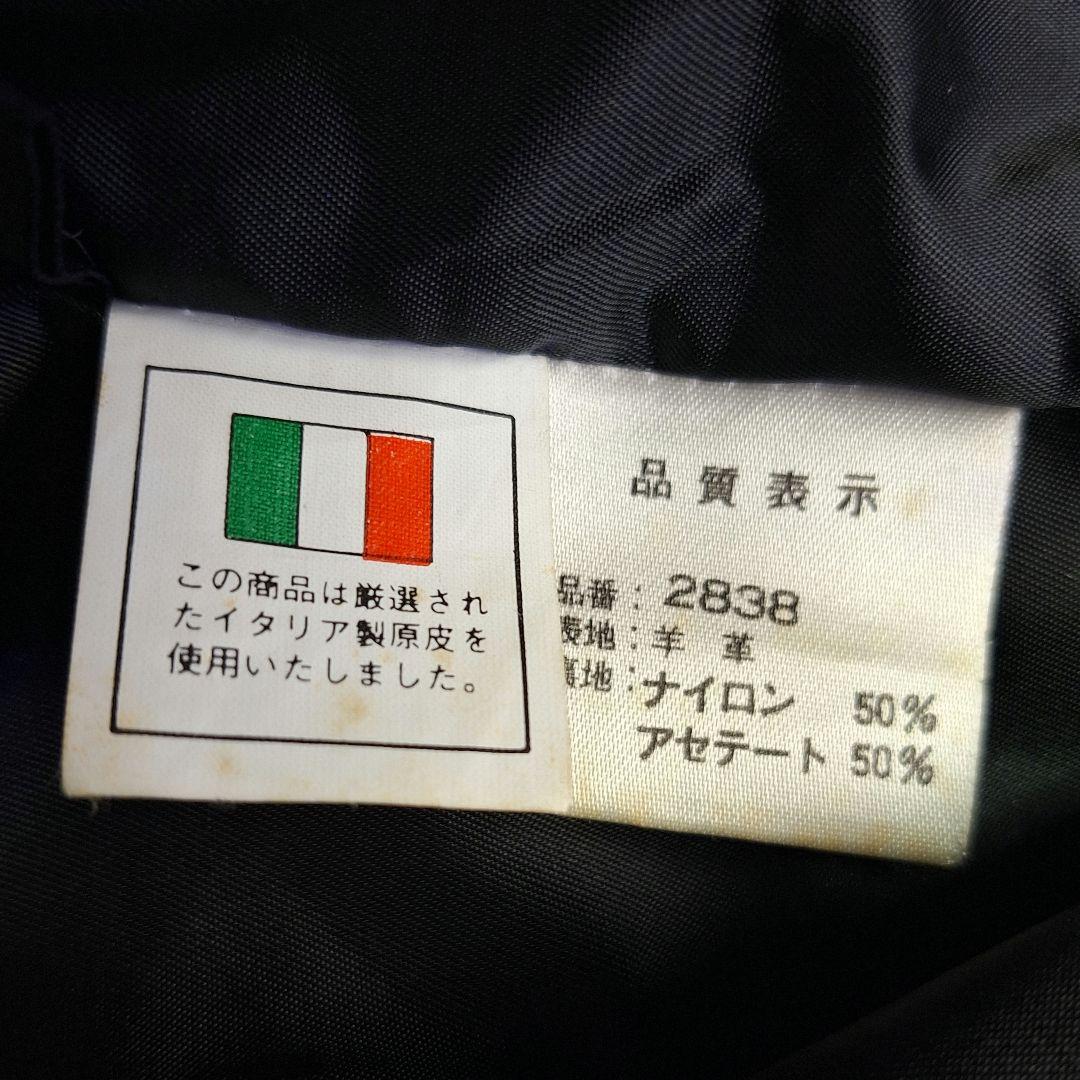 この商品は厳選され
たイタリア製原皮を
使用いたしました。
品質表示
品番: 2838
表地: 羊革
裏地: ナイロン 50%
アセテート 50%